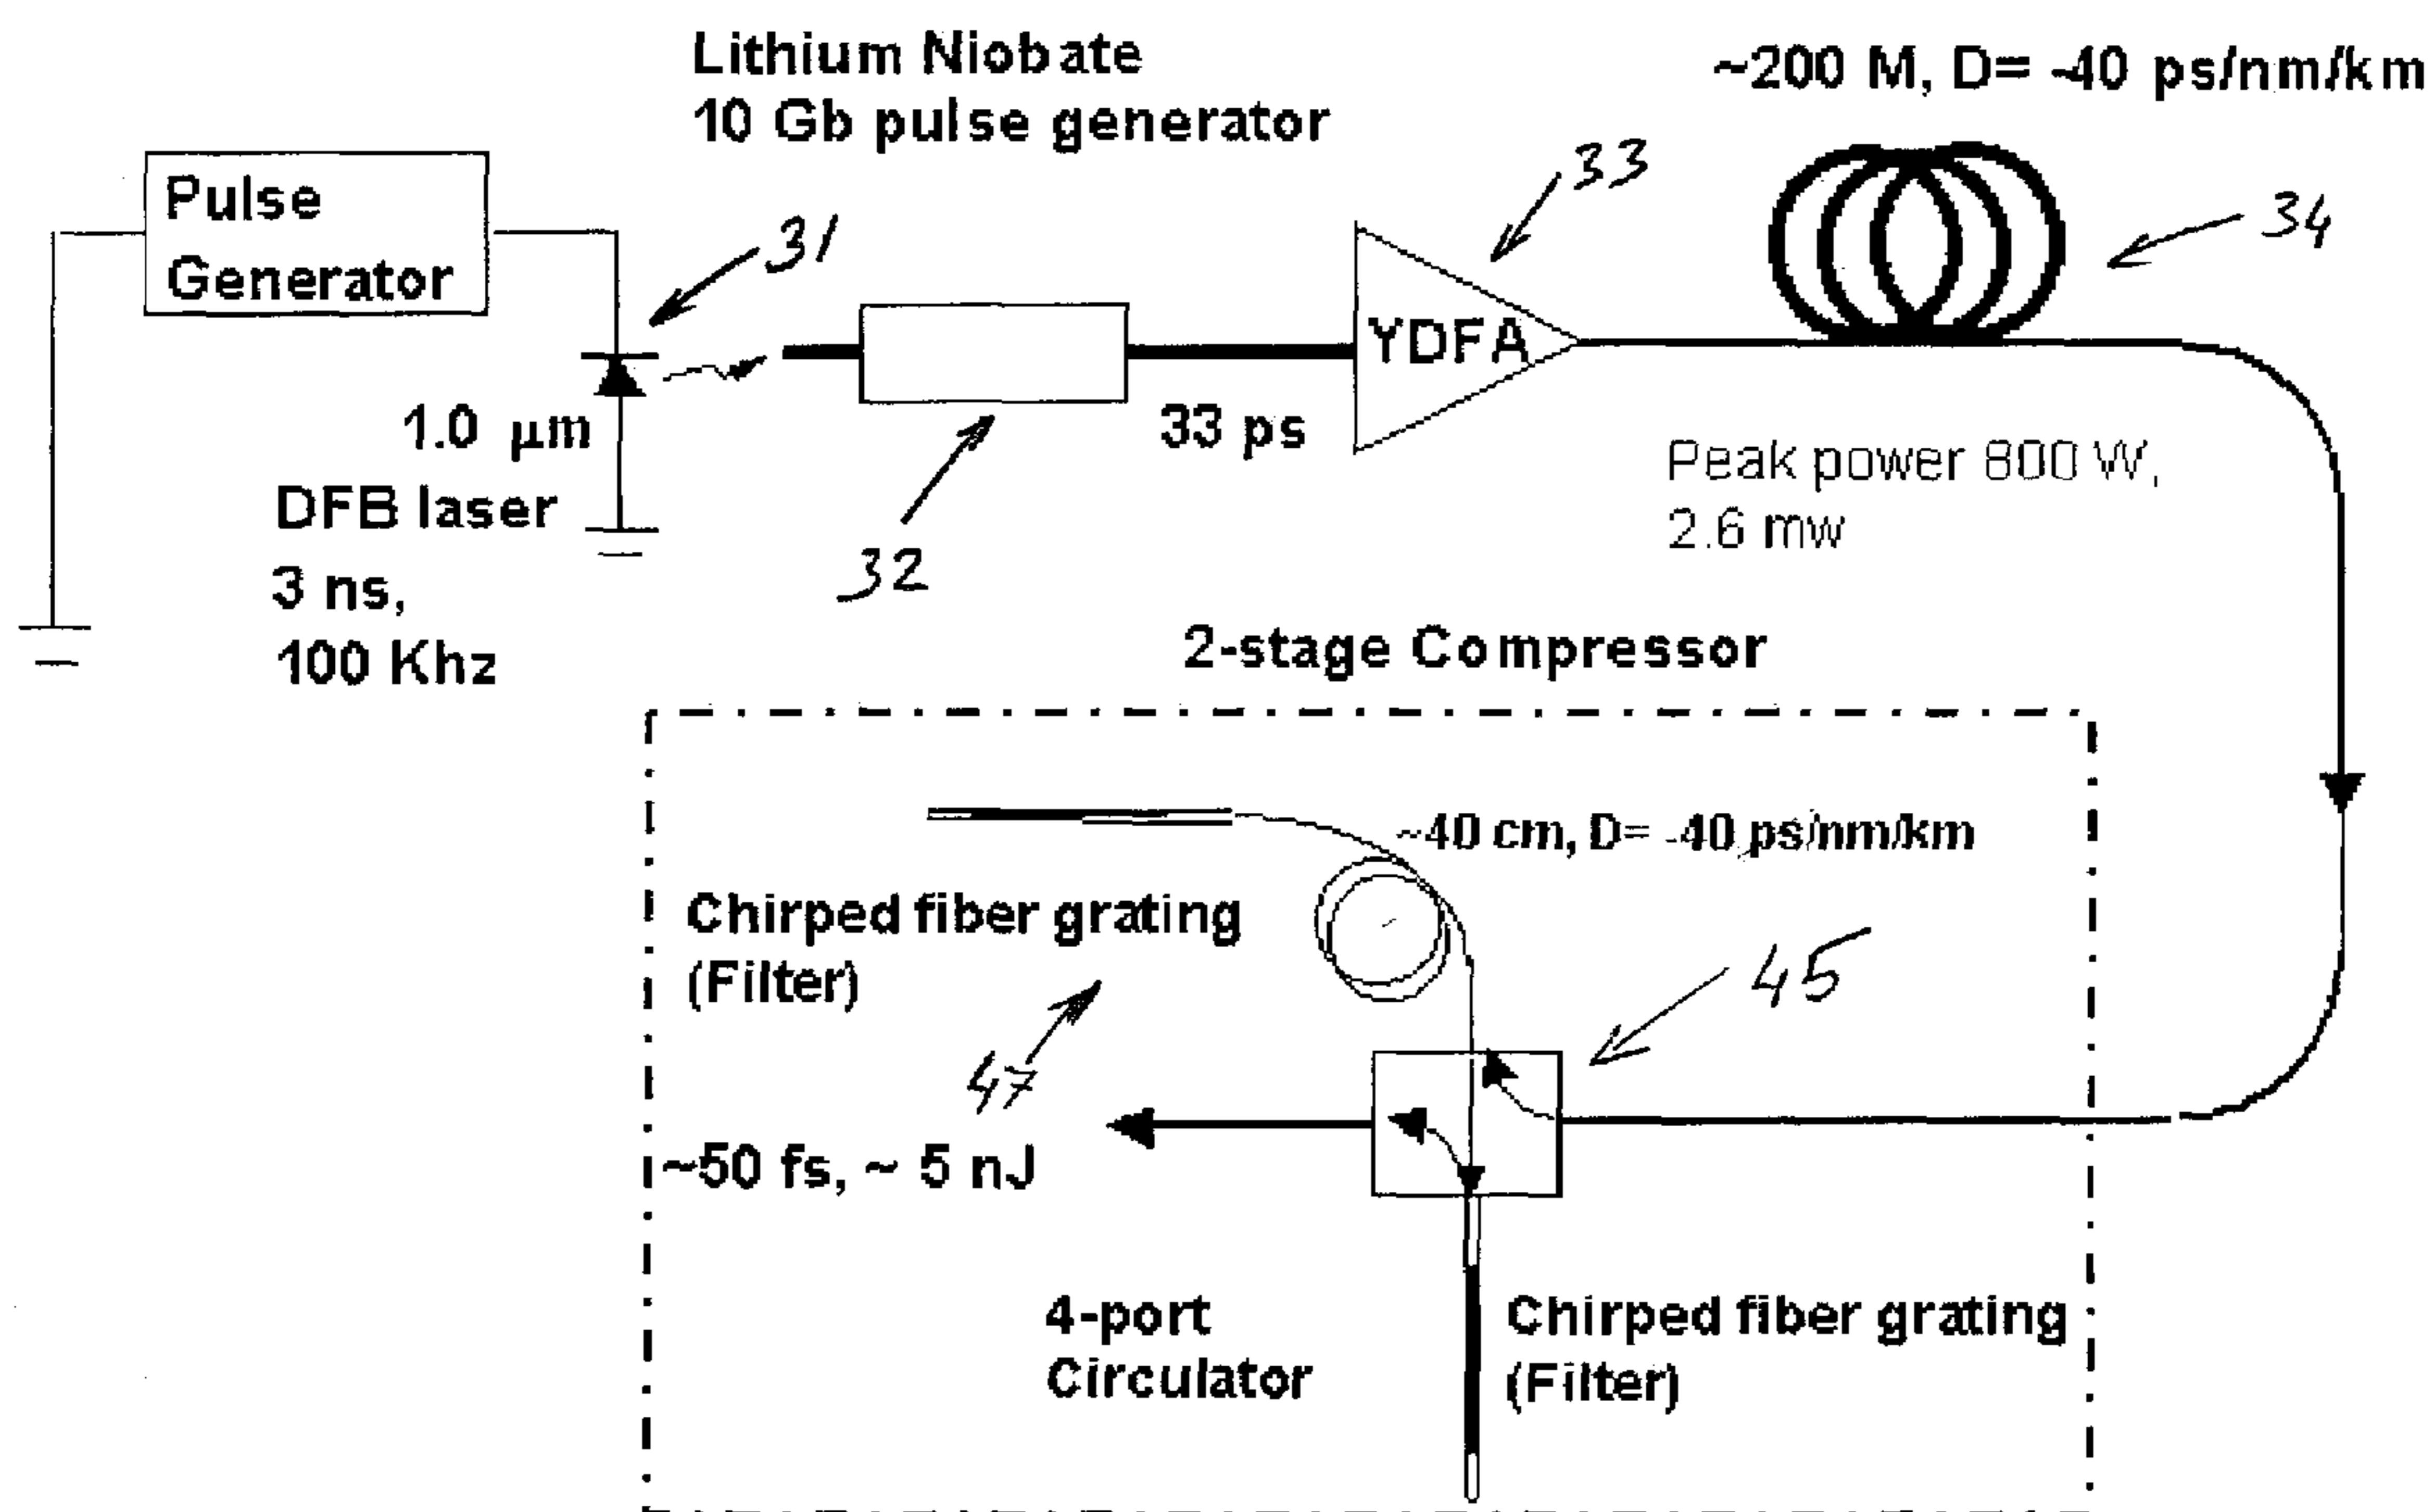 Lithium Niobate
10 Gb pulse generator
~200 M, D= -40 ps/nm/km
Pulse
Generator
31
33
34
YDFA
1.0 µm
DFB laser
3 ns,
100 Khz
33 ps
32
Peak power 800 W,
2.6 mw
2-stage Compressor
~40 cm, D= -40 ps/nm/km
Chirped fiber grating
(Filter)
45
47
~50 fs, ~ 5 nJ
4-port
Circulator
Chirped fiber grating
(Filter)